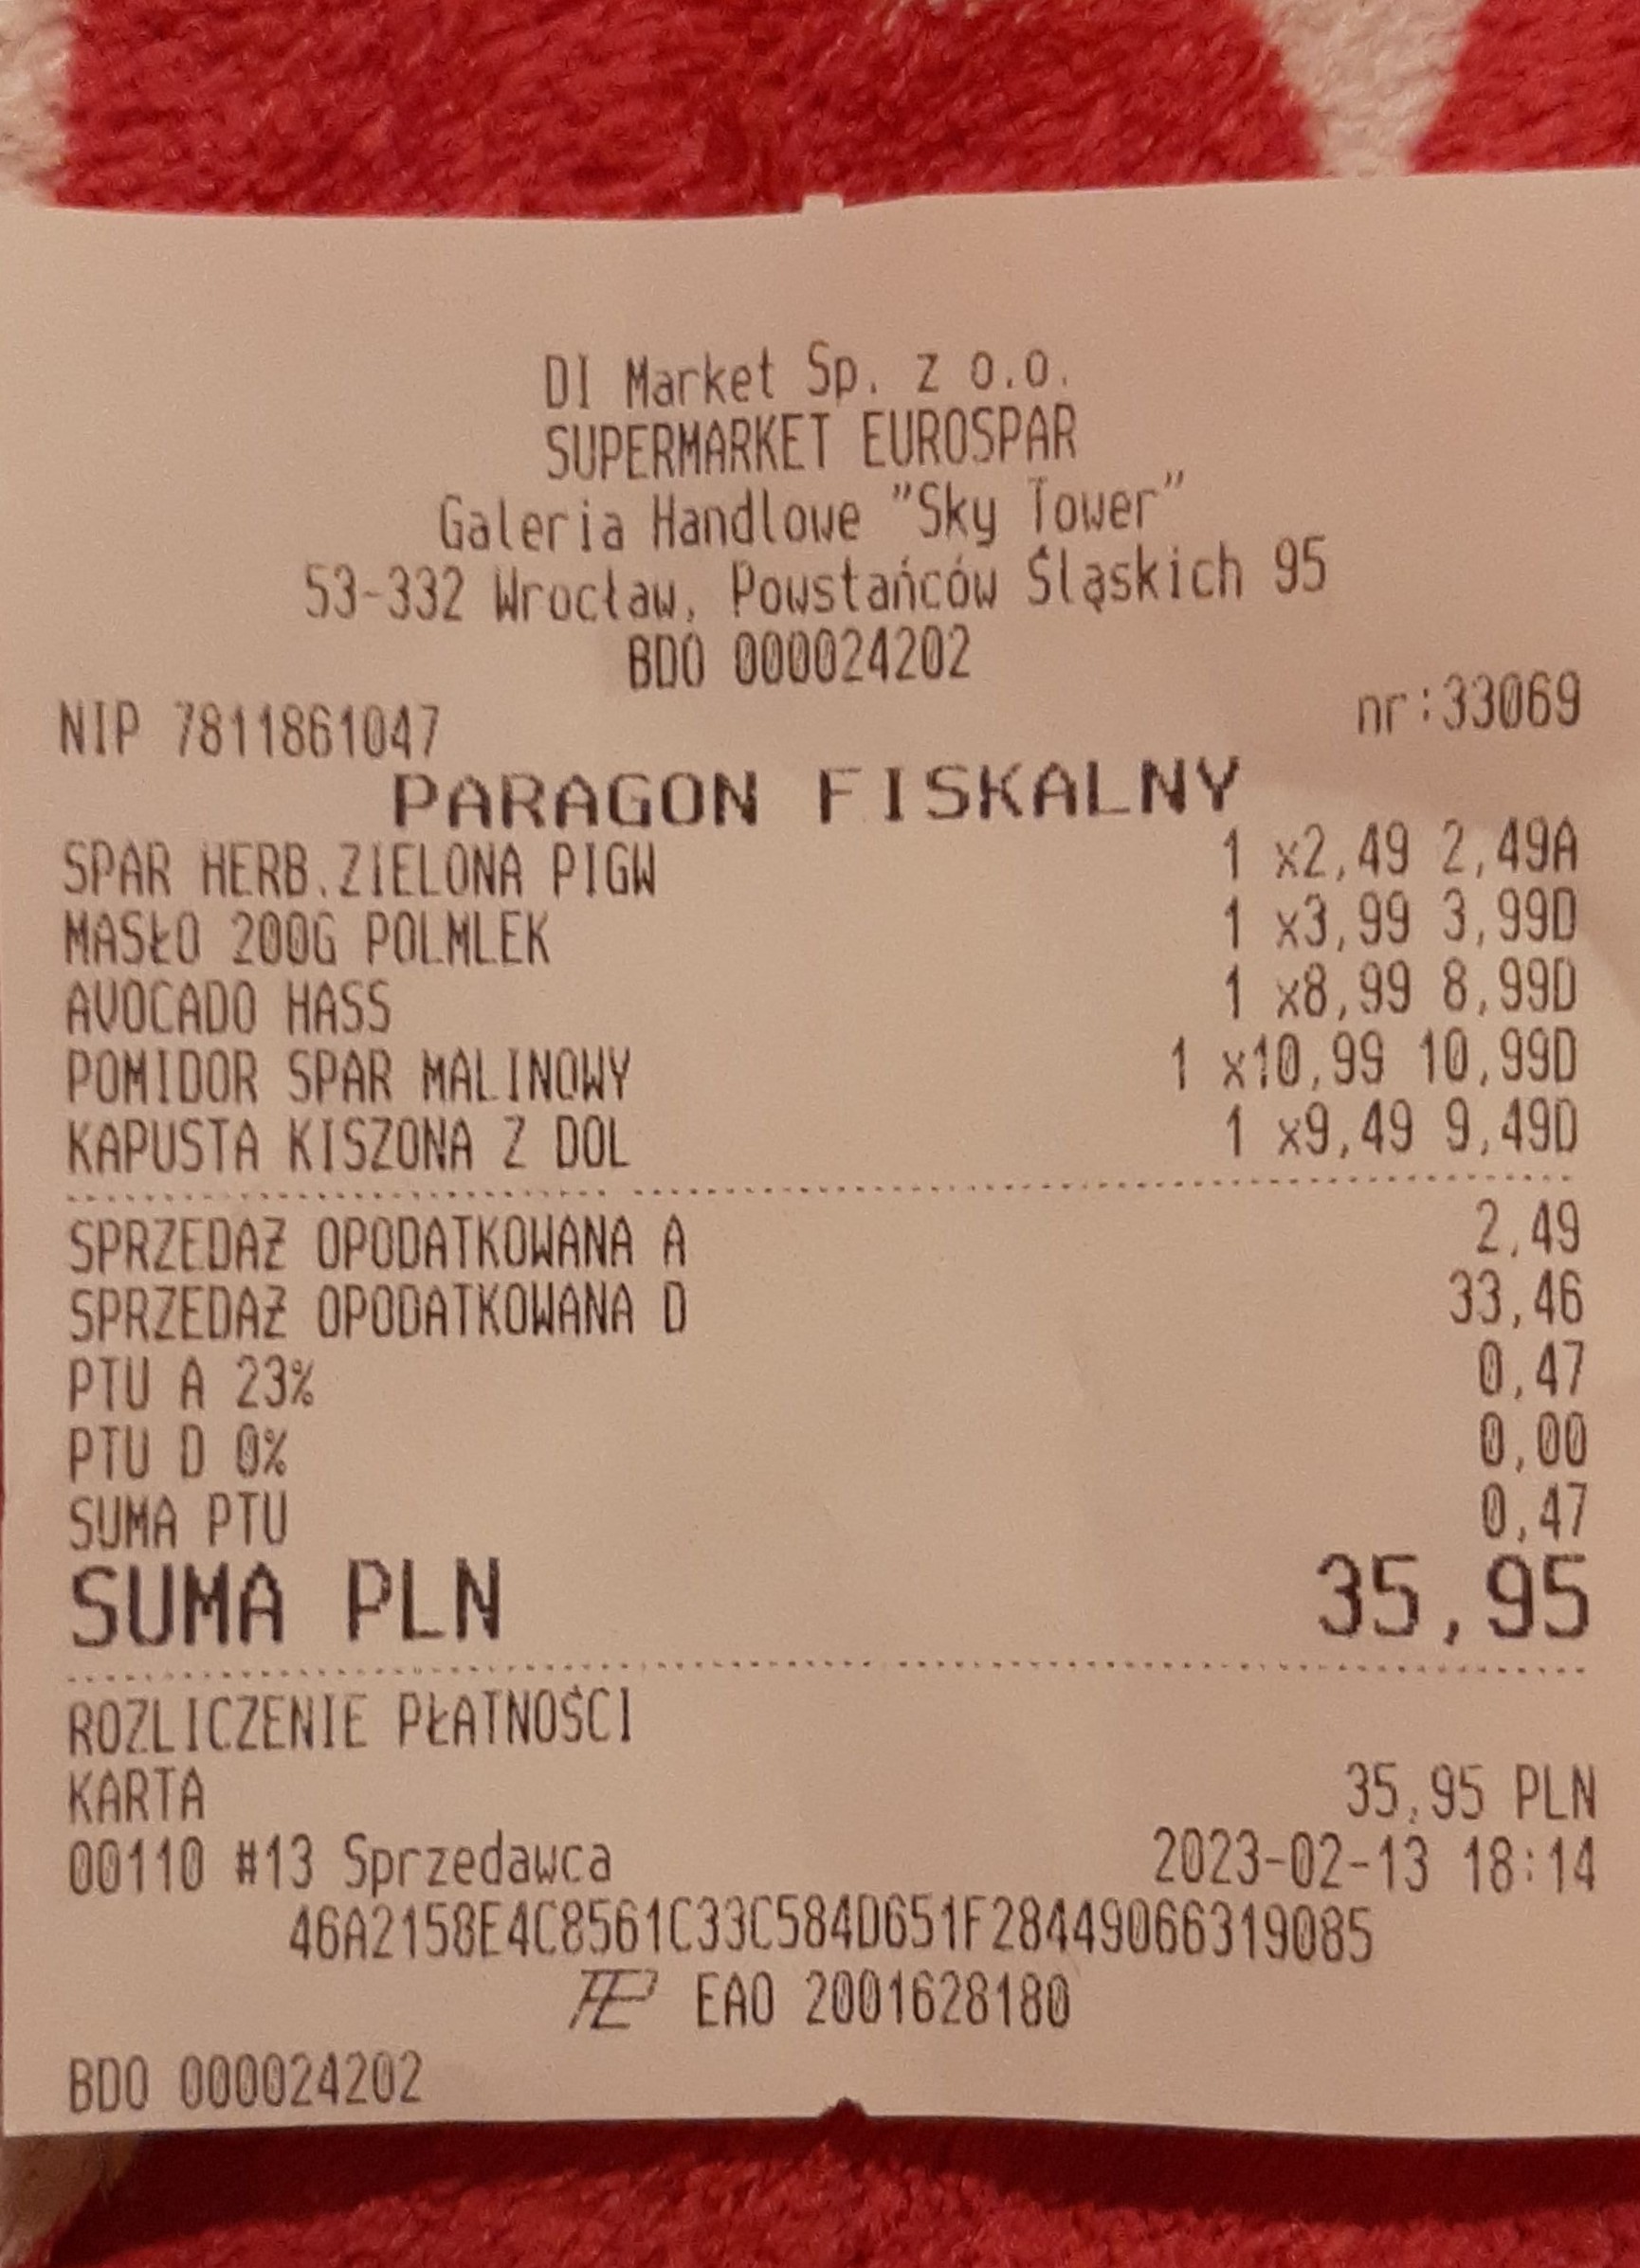 DI Market Sp. z o.o.
SUPERMARKET EUROSPAR
Galeria Handlowe "Sky Tower"
53-332 Wrocław, Powstańców Śląskich 95
BDO 000024202
NIP 7811861047 nr:33069
PARAGON FISKALNY
SPAR HERB.ZIELONA PIGW 1 x2,49 2,49A
MASŁO 200G POLMLEK 1 x3,99 3,99D
AVOCADO HASS 1 x8,99 8,99D
POMIDOR SPAR MALINOWY 1 x10,99 10,99D
KAPUSTA KISZONA Z DOL 1 x9,49 9,49D
SPRZEDAŻ OPODATKOWANA A 2,49
SPRZEDAŻ OPODATKOWANA D 33,46
PTU A 23% 0,47
PTU D 0% 0,00
SUMA PTU 0,47
SUMA PLN 35,95
ROZLICZENIE PŁATNOŚCI
KARTA 35,95 PLN
00110 #13 Sprzedawca 2023-02-13 18:14
46A2158E4C8561C33C584D651F28449066319085
EAO 2001628180
BDO 000024202